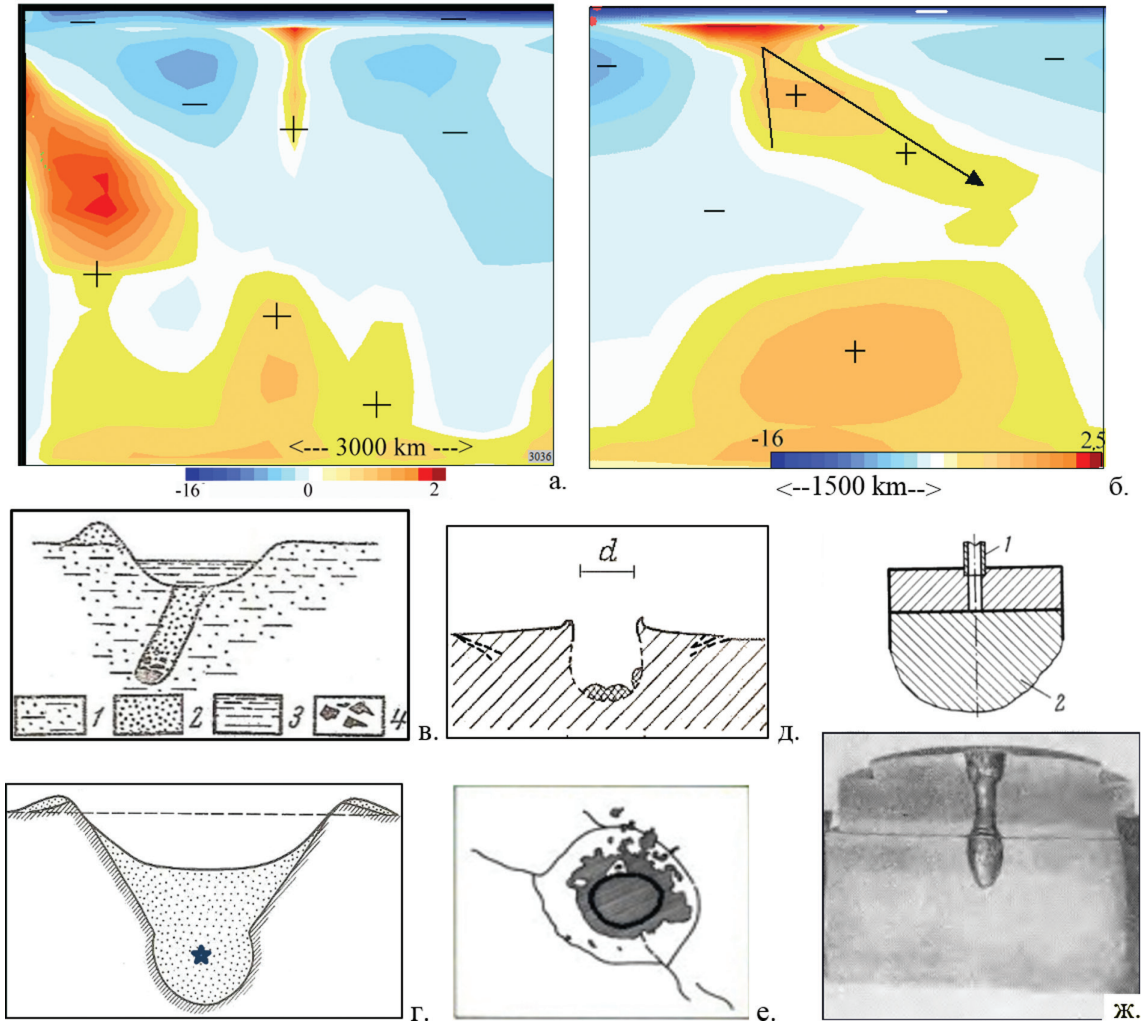 <--- 3000 km --->
3036
-16
0
2
а.
-16
2,5
<--1500 km-->
б.
1
2
3
4
в.
d
д.
1
2
г.
е.
ж.